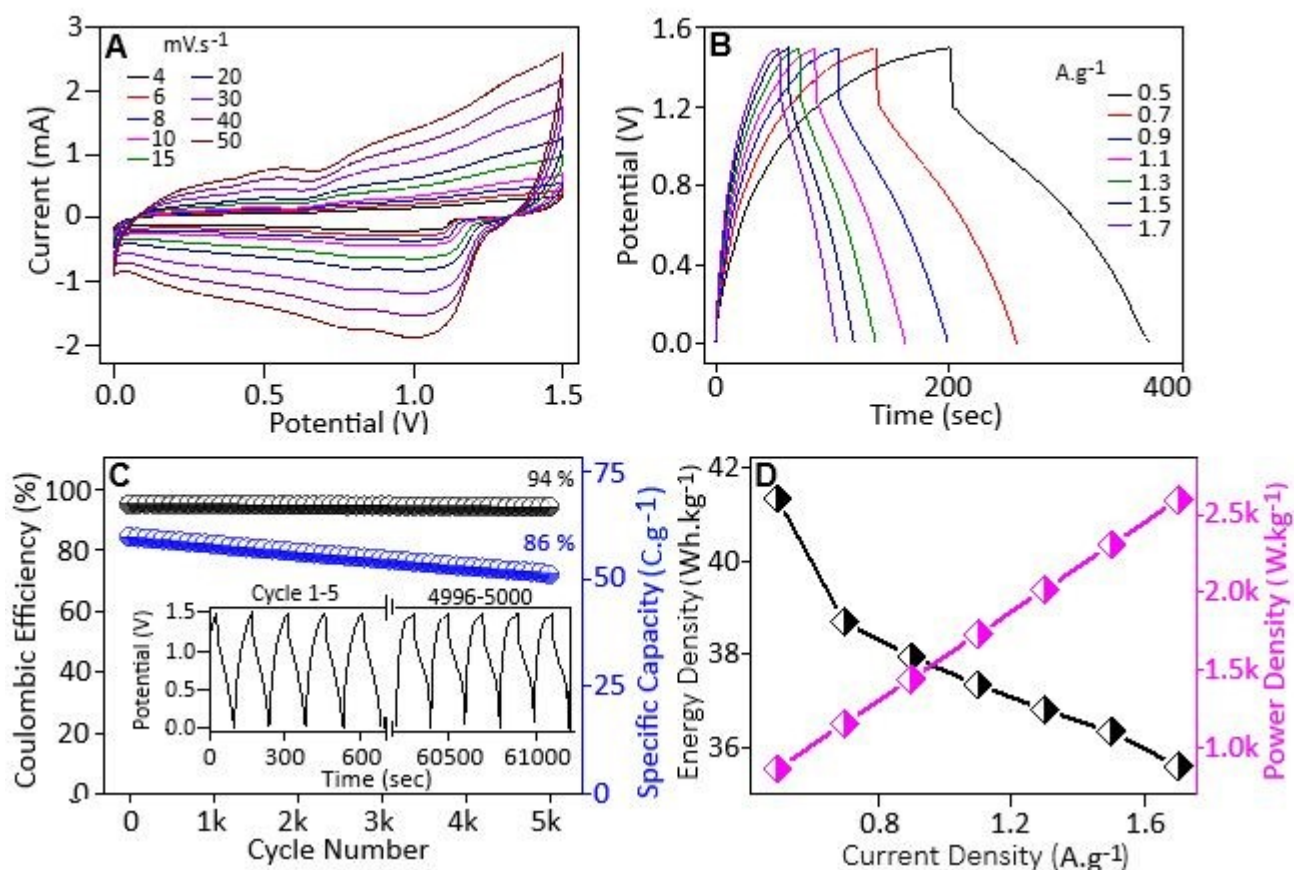 A
mV.s⁻¹
4 20
6 30
8 40
10 50
15
3
2
1
0
-1
-2
Current (mA)
0.0 0.5 1.0 1.5
Potential (V)
B
A.g⁻¹
0.5
0.7
0.9
1.1
1.3
1.5
1.7
1.6
1.2
0.8
0.4
0.0
Potential (V)
0 200 400
Time (sec)
C
94 %
86 %
100
80
60
40
20
0
Coulombic Efficiency (%)
75
50
25
0
Specific Capacity (C.g⁻¹)
Cycle 1-5 4996-5000
1.5
1.0
0.5
0.0
Potential (V)
0 300 600 60500 61000
Time (sec)
0 1k 2k 3k 4k 5k
Cycle Number
D
42
40
38
36
Energy Density (Wh.kg⁻¹)
2.5k
2.0k
1.5k
1.0k
Power Density (W.kg⁻¹)
0.8 1.2 1.6
Current Density (A.g⁻¹)